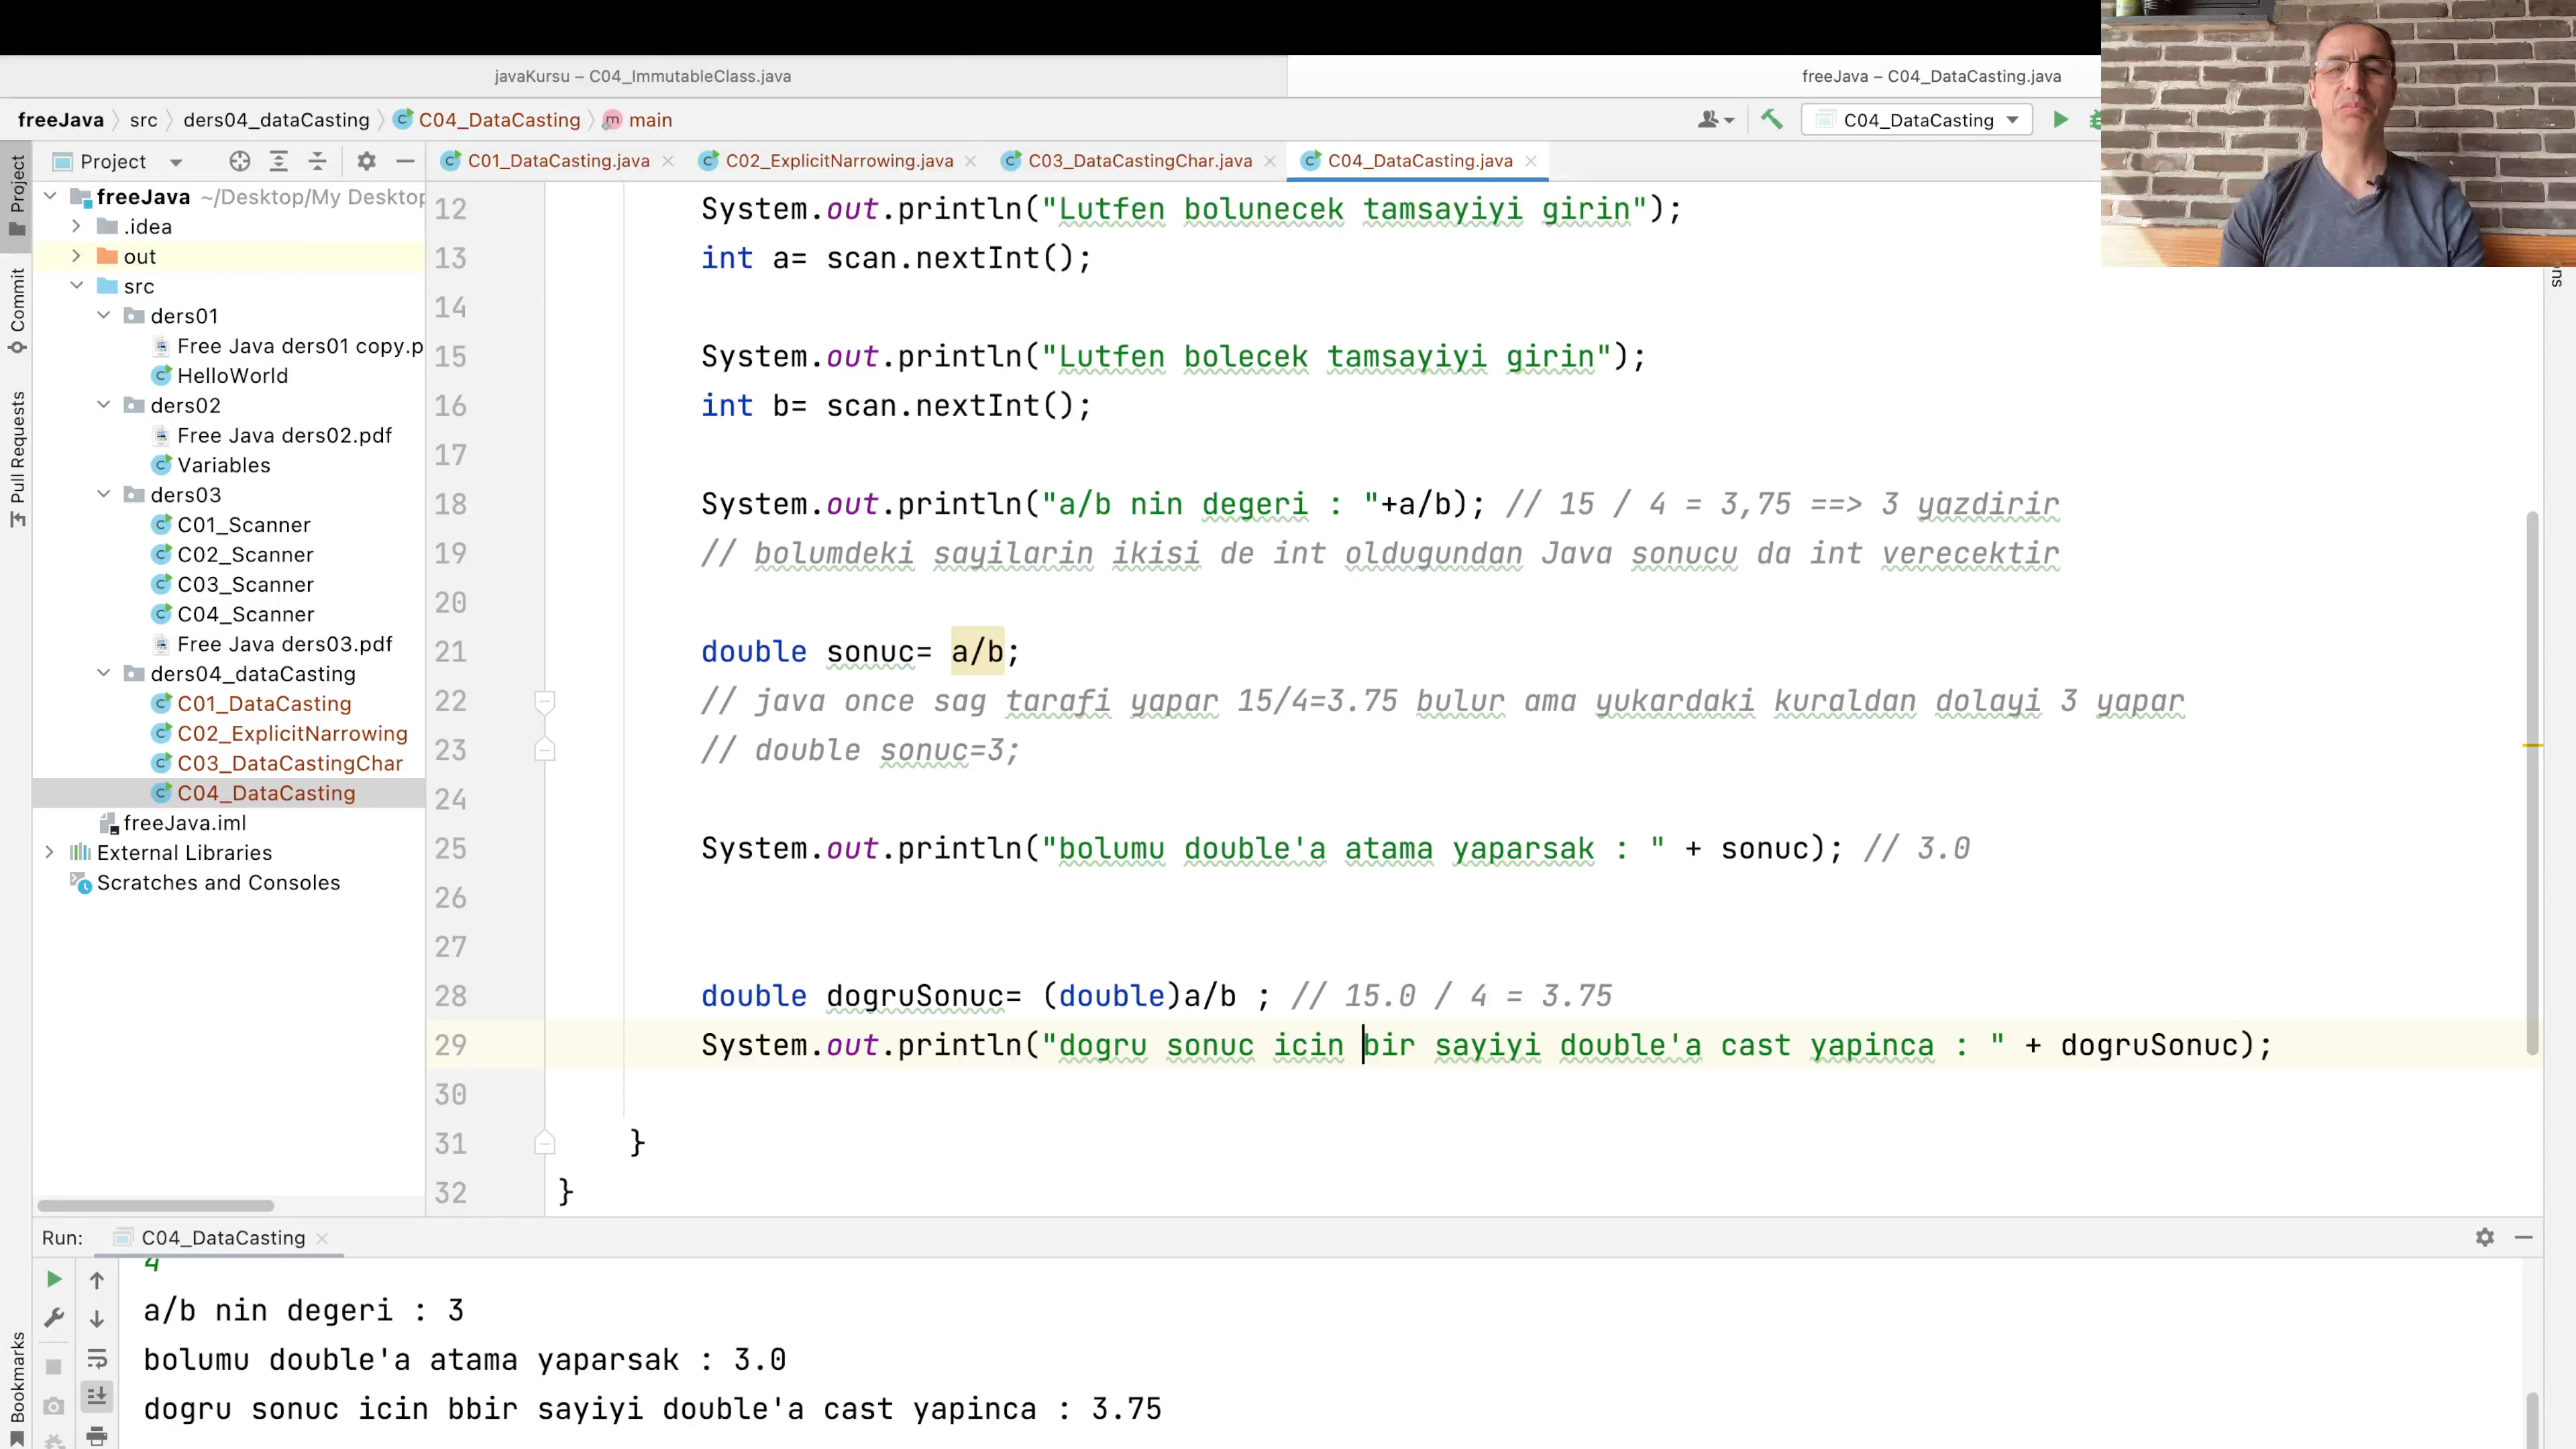 javaKursu – C04_ImmutableClass.java
freeJava – C04_DataCasting.java
freeJava
src
ders04_dataCasting
C04_DataCasting
main
C04_DataCasting
Project
C01_DataCasting.java
C02_ExplicitNarrowing.java
C03_DataCastingChar.java
C04_DataCasting.java
Project
Commit
Pull Requests
Bookmarks
freeJava ~/Desktop/My Desktop
.idea
out
src
ders01
Free Java ders01 copy.p
HelloWorld
ders02
Free Java ders02.pdf
Variables
ders03
C01_Scanner
C02_Scanner
C03_Scanner
C04_Scanner
Free Java ders03.pdf
ders04_dataCasting
C01_DataCasting
C02_ExplicitNarrowing
C03_DataCastingChar
C04_DataCasting
freeJava.iml
External Libraries
Scratches and Consoles
12 System.out.println("Lutfen bolunecek tamsayiyi girin");
13 int a= scan.nextInt();
14
15 System.out.println("Lutfen bolecek tamsayiyi girin");
16 int b= scan.nextInt();
17
18 System.out.println("a/b nin degeri : "+a/b); // 15 / 4 = 3,75 ==> 3 yazdirir
19 // bolumdeki sayilarin ikisi de int oldugundan Java sonucu da int verecektir
20
21 double sonuc= a/b;
22 // java once sag tarafi yapar 15/4=3.75 bulur ama yukardaki kuraldan dolayi 3 yapar
23 // double sonuc=3;
24
25 System.out.println("bolumu double'a atama yaparsak : " + sonuc); // 3.0
26
27
28 double dogruSonuc= (double)a/b ; // 15.0 / 4 = 3.75
29 System.out.println("dogru sonuc icin bir sayiyi double'a cast yapinca : " + dogruSonuc);
30
31 }
32 }
Run: C04_DataCasting
4
a/b nin degeri : 3
bolumu double'a atama yaparsak : 3.0
dogru sonuc icin bbir sayiyi double'a cast yapinca : 3.75